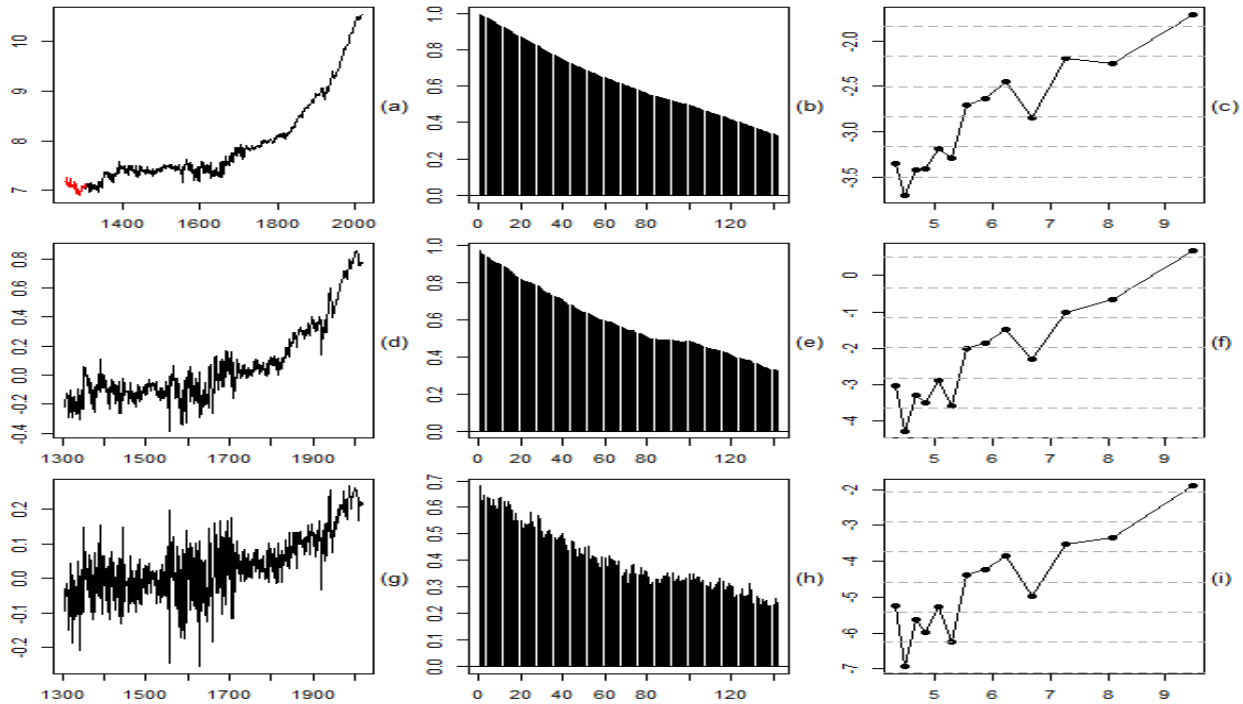 7 8 9 10
1400 1600 1800 2000
(a)
0.0 0.2 0.4 0.6 0.8 1.0
0 20 40 60 80 120
(b)
-3.5 -3.0 -2.5 -2.0
5 6 7 8 9
(c)
-0.4 -0.2 0.0 0.2 0.4 0.6 0.8
1300 1500 1700 1900
(d)
0.0 0.2 0.4 0.6 0.8 1.0
0 20 40 60 80 120
(e)
-4 -3 -2 -1 0
5 6 7 8 9
(f)
-0.2 -0.1 0.0 0.1 0.2
1300 1500 1700 1900
(g)
0.0 0.1 0.2 0.3 0.4 0.5 0.6 0.7
0 20 40 60 80 120
(h)
-7 -6 -5 -4 -3 -2
5 6 7 8 9
(i)